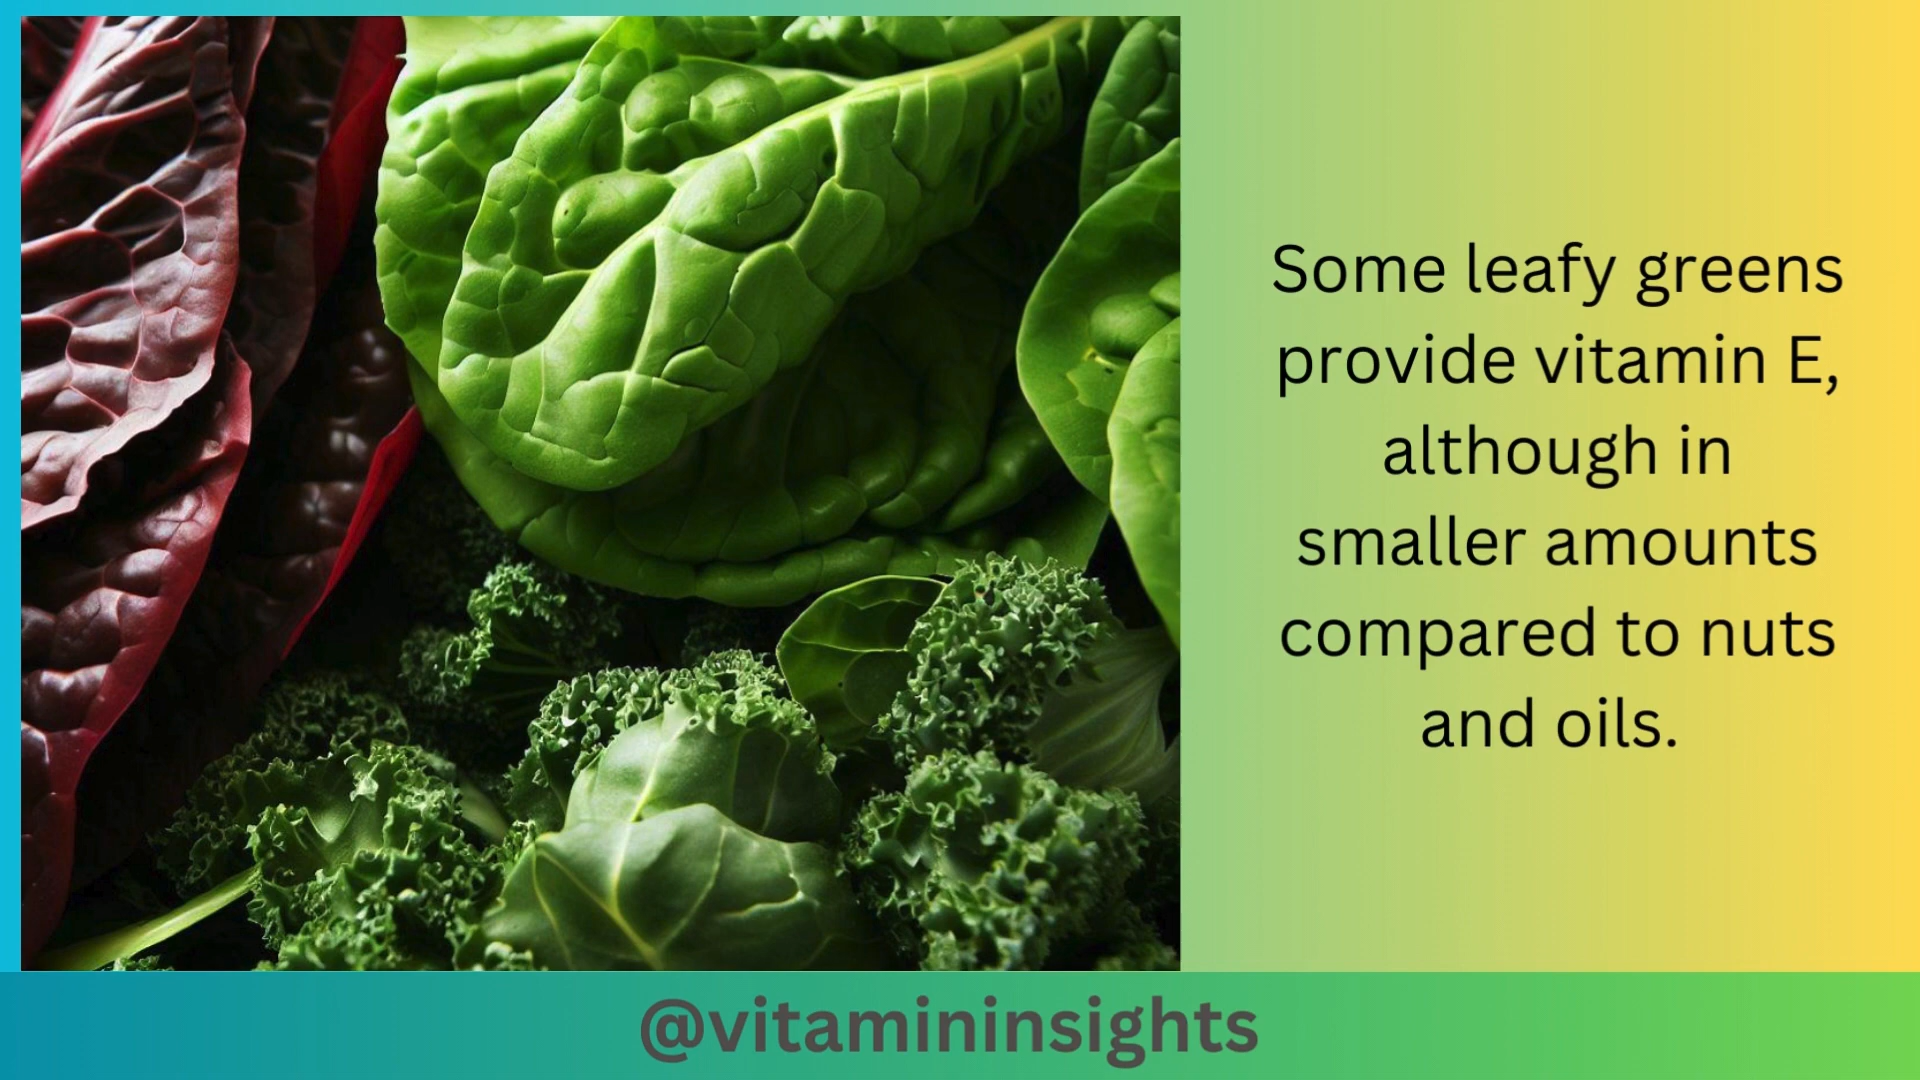 Some leafy greens
provide vitamin E,
although in
smaller amounts
compared to nuts
and oils.
@vitamininsights